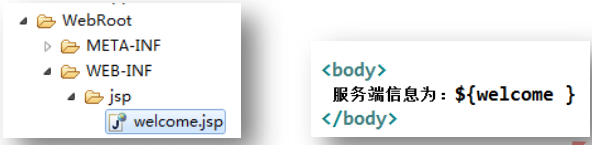 WebRoot
META-INF
WEB-INF
jsp
welcome.jsp
<body>
服务端信息为：${welcome }
</body>